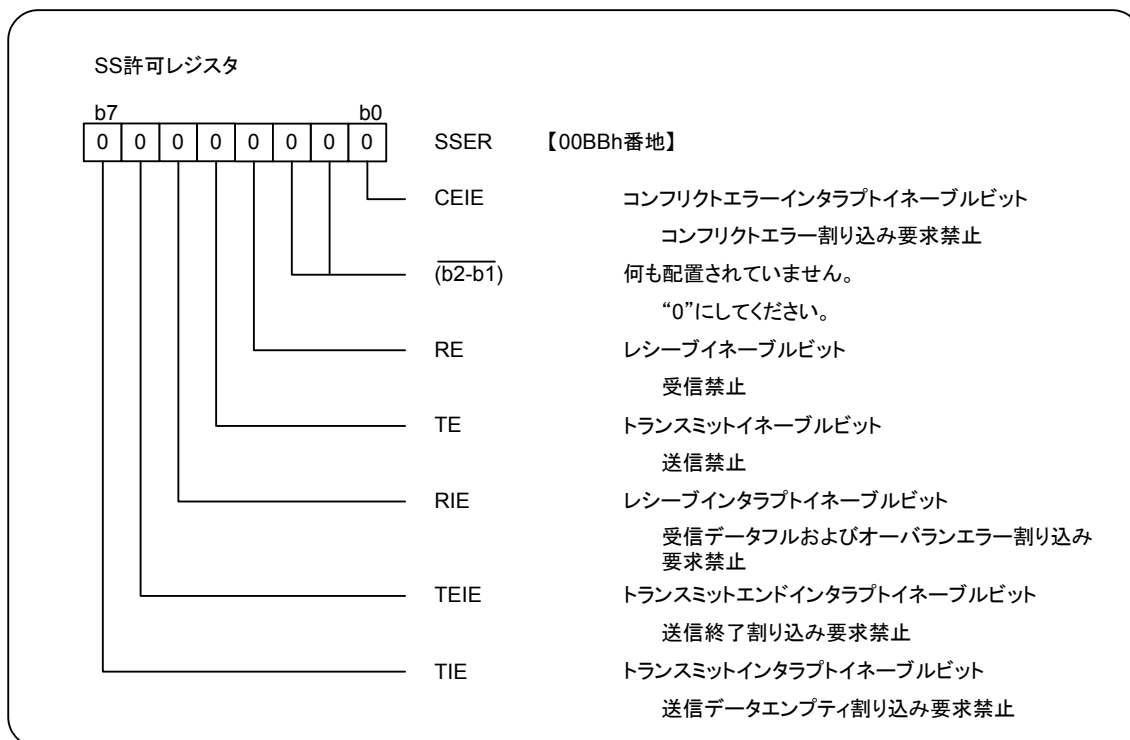 SS許可レジスタ
b7 b0
0 0 0 0 0 0 0 0 SSER 【00BBh番地】
CEIE コンフリクトエラーインタラプトイネーブルビット
コンフリクトエラー割り込み要求禁止
(b2-b1) 何も配置されていません。
“0”にしてください。
RE レシーブイネーブルビット
受信禁止
TE トランスミットイネーブルビット
送信禁止
RIE レシーブインタラプトイネーブルビット
受信データフルおよびオーバランエラー割り込み
要求禁止
TEIE トランスミットエンドインタラプトイネーブルビット
送信終了割り込み要求禁止
TIE トランスミットインタラプトイネーブルビット
送信データエンプティ割り込み要求禁止